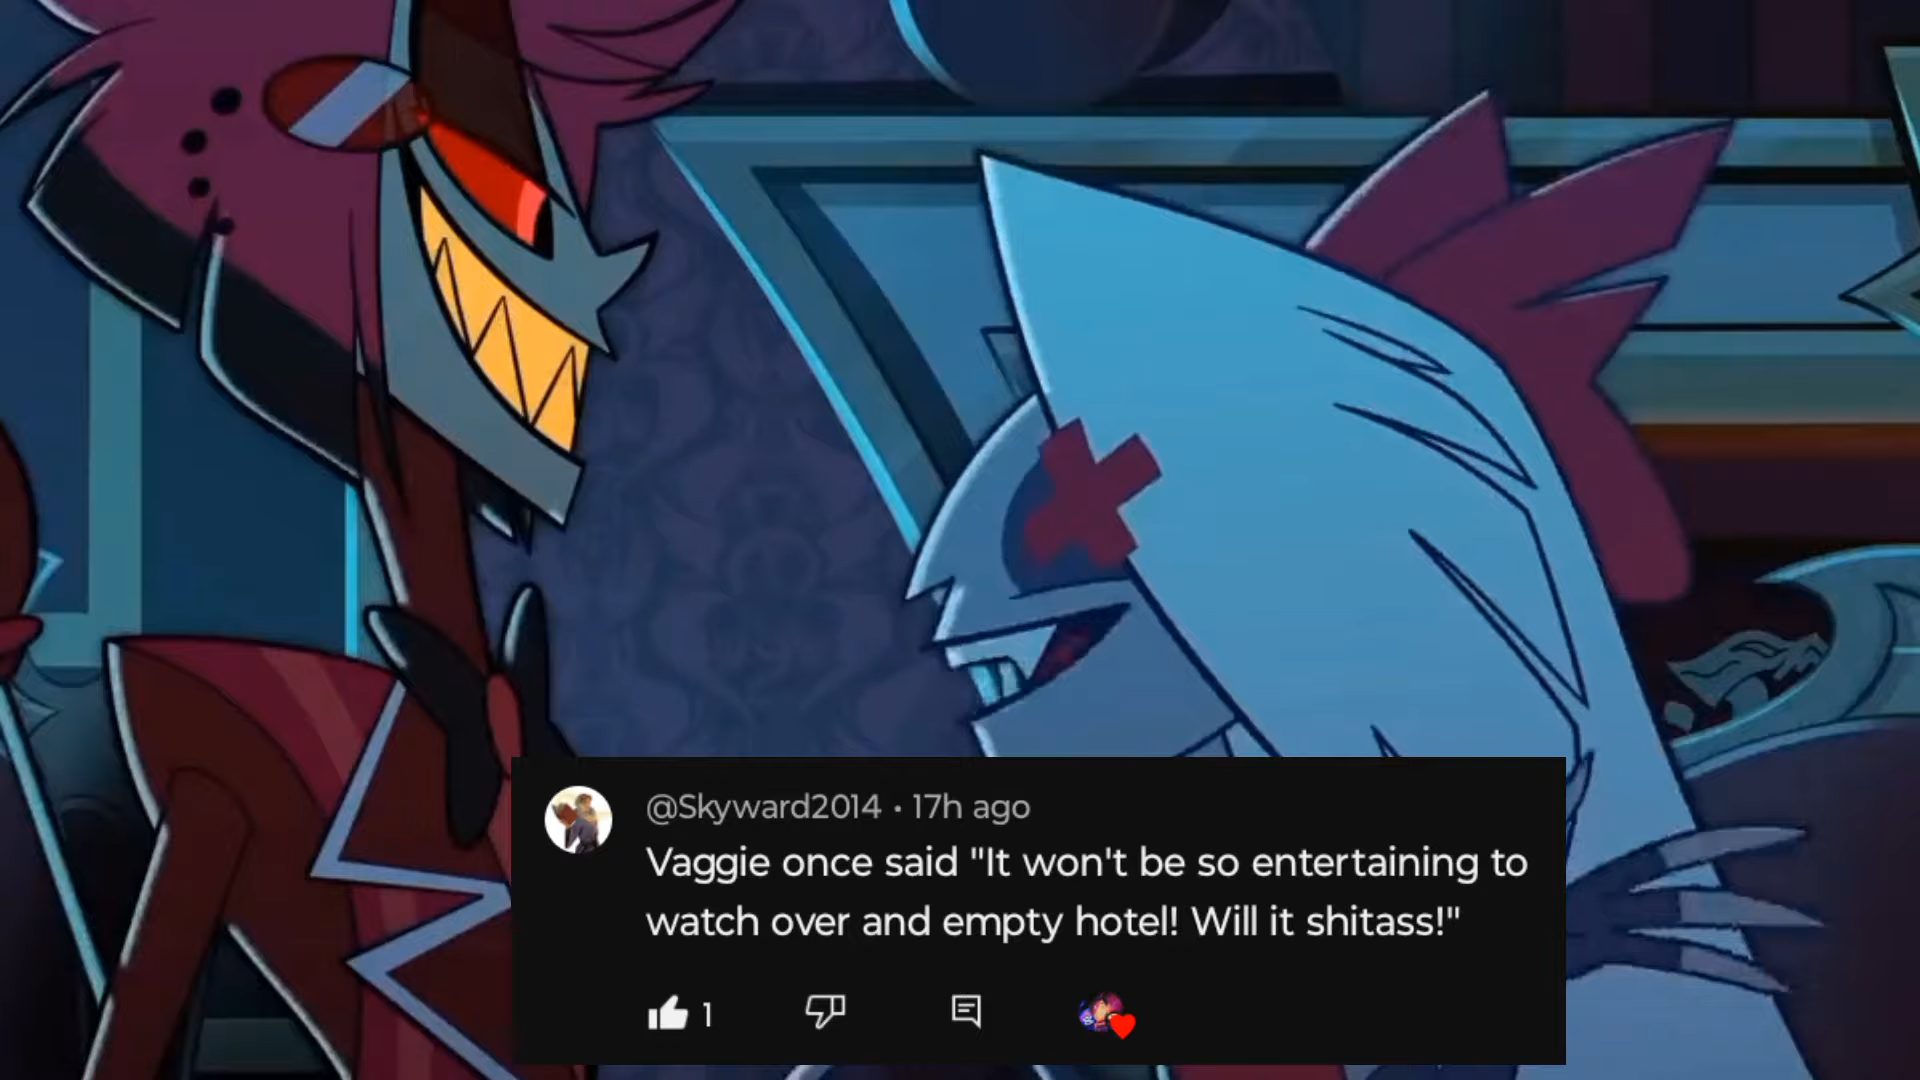 @Skyward2014 • 17h ago
Vaggie once said "It won't be so entertaining to
watch over and empty hotel! Will it shitass!"
1